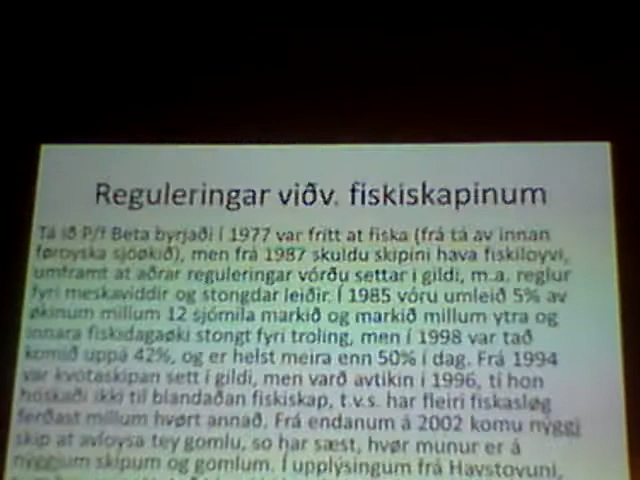 Reguleringar viðv. fiskiskapinum
Tá ið P/f Beta byrjaði í 1977 var frítt at fiska (frá tá av innan
føroyska sjóøkið), men frá 1987 skuldu skipini hava fiskiloyvi,
umframt at aðrar reguleringar vórðu settar í gildi, m.a. reglur
fyri meskaviddir og stongdar leiðir. Í 1985 vóru umleið 5% av
økinum millum 12 sjómila markið og markið millum ytra og
innara fiskidagaøki stongt fyri troling, men í 1998 var tað
komið uppá 42%, og er helst meira enn 50% í dag. Frá 1994
var kvotaskipan sett í gildi, men varð avtikin í 1996, tí hon
hóskaði ikki til blandaðan fiskiskap, t.v.s. har fleiri fiskasløg
ferðast millum hvørt annað. Frá endanum á 2002 komu nýggj
skip at avloysa tey gomlu, so har sæst, hvør munur er á
nýggjum skipum og gomlum. Í upplýsingum frá Havstovuni,